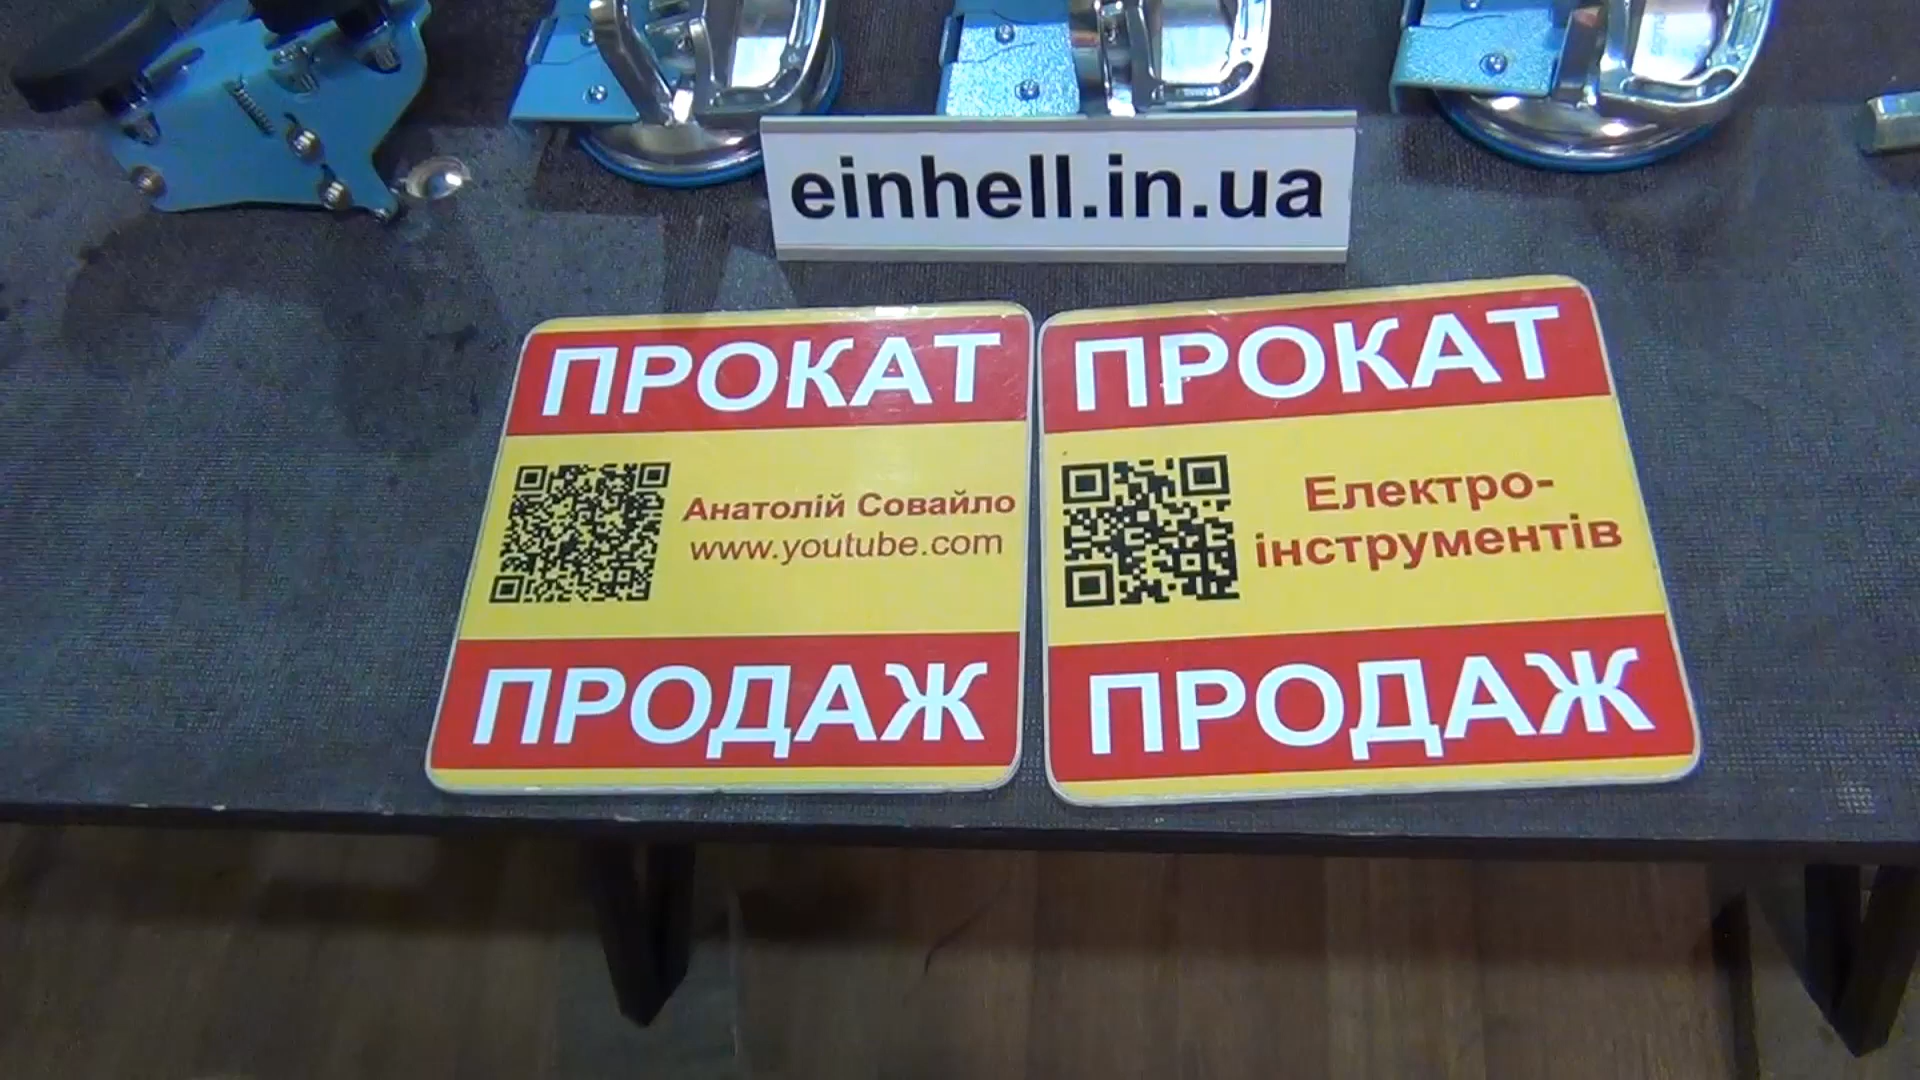 einhell.in.ua
ПРОКАТ
Анатолій Совайло
www.youtube.com
ПРОДАЖ
ПРОКАТ
Електро-
інструментів
ПРОДАЖ